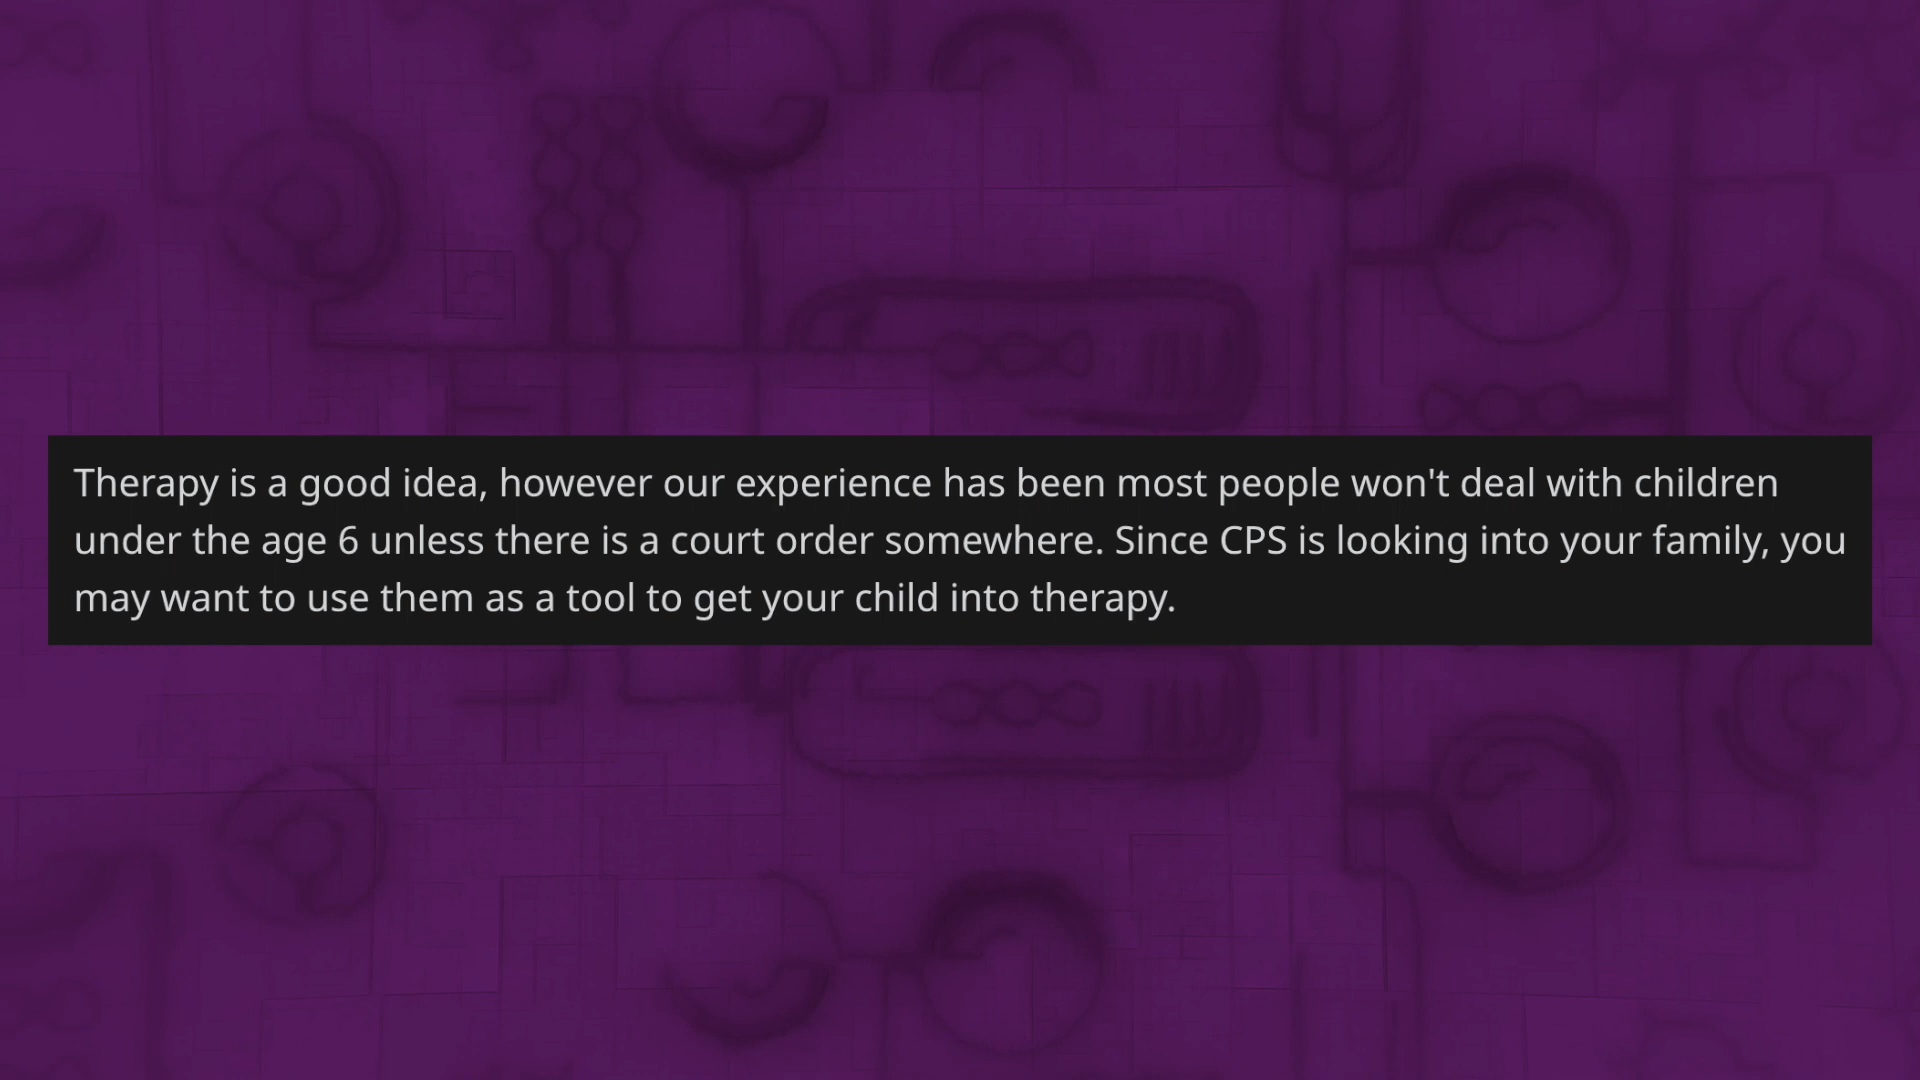 Therapy is a good idea, however our experience has been most people won't deal with children
under the age 6 unless there is a court order somewhere. Since CPS is looking into your family, you
may want to use them as a tool to get your child into therapy.